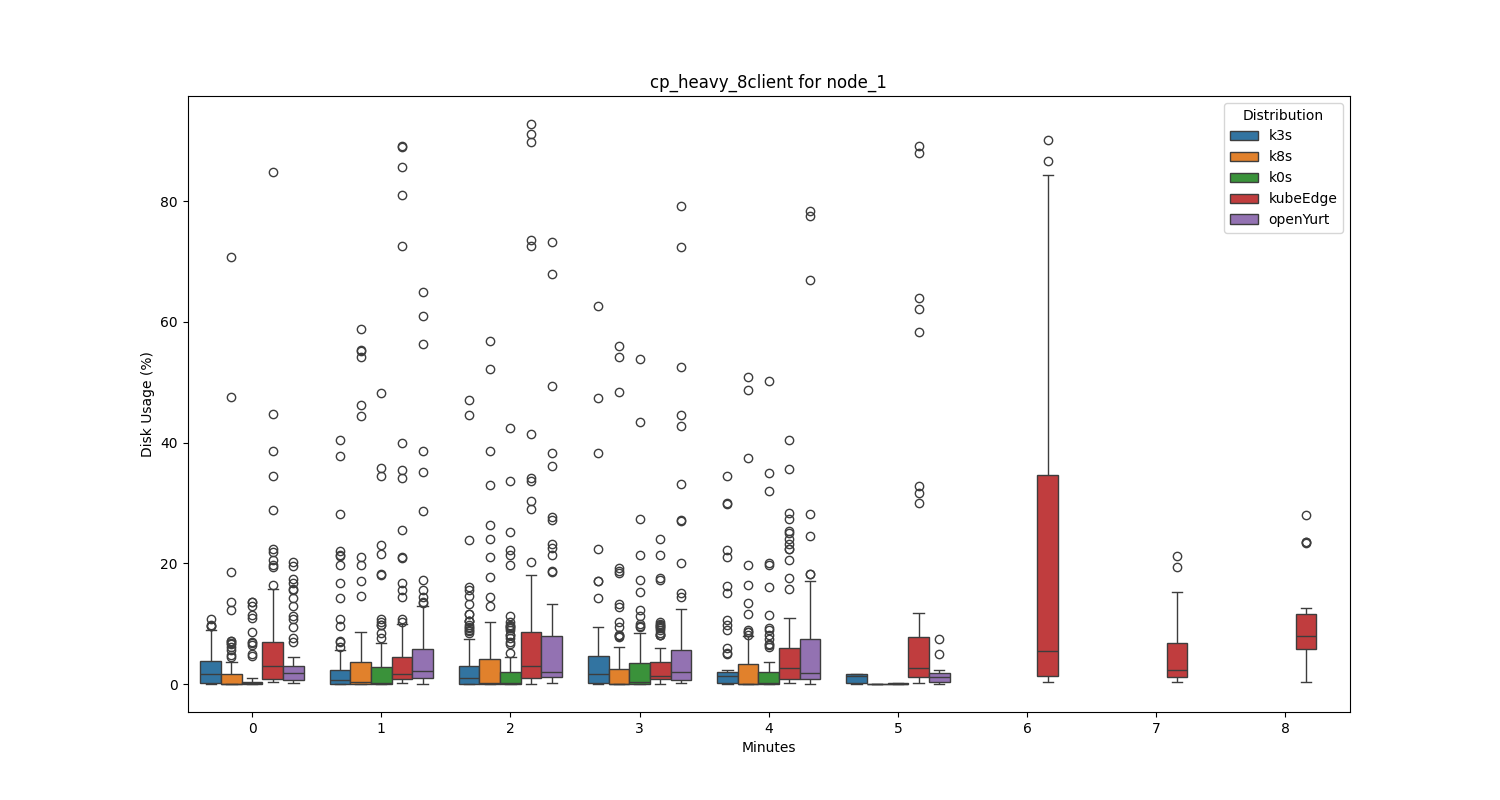 cp_heavy_8client for node_1
Distribution
k3s
k8s
k0s
kubeEdge
openYurt
Disk Usage (%)
80
60
40
20
0
0 1 2 3 4 5 6 7 8
Minutes